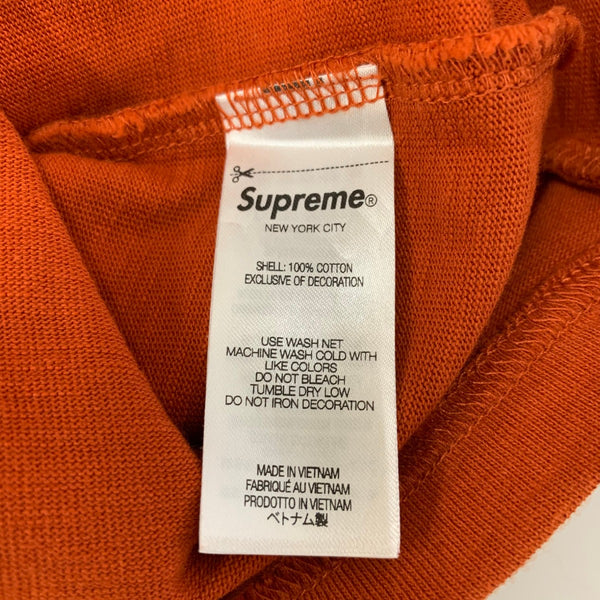 Supreme®
NEW YORK CITY
SHELL: 100% COTTON
EXCLUSIVE OF DECORATION
USE WASH NET
MACHINE WASH COLD WITH
LIKE COLORS
DO NOT BLEACH
TUMBLE DRY LOW
DO NOT IRON DECORATION
MADE IN VIETNAM
FABRIQUÉ AU VIETNAM
PRODOTTO IN VIETNAM
ベトナム製